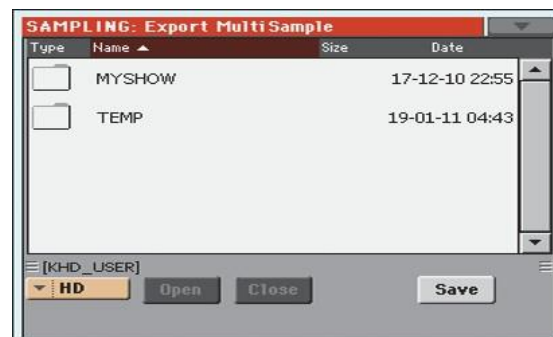 SAMPLING: Export MultiSample
Type Name Size Date
MYSHOW 17-12-10 22:55
TEMP 19-01-11 04:43
[KHD_USER]
HD Open Close Save